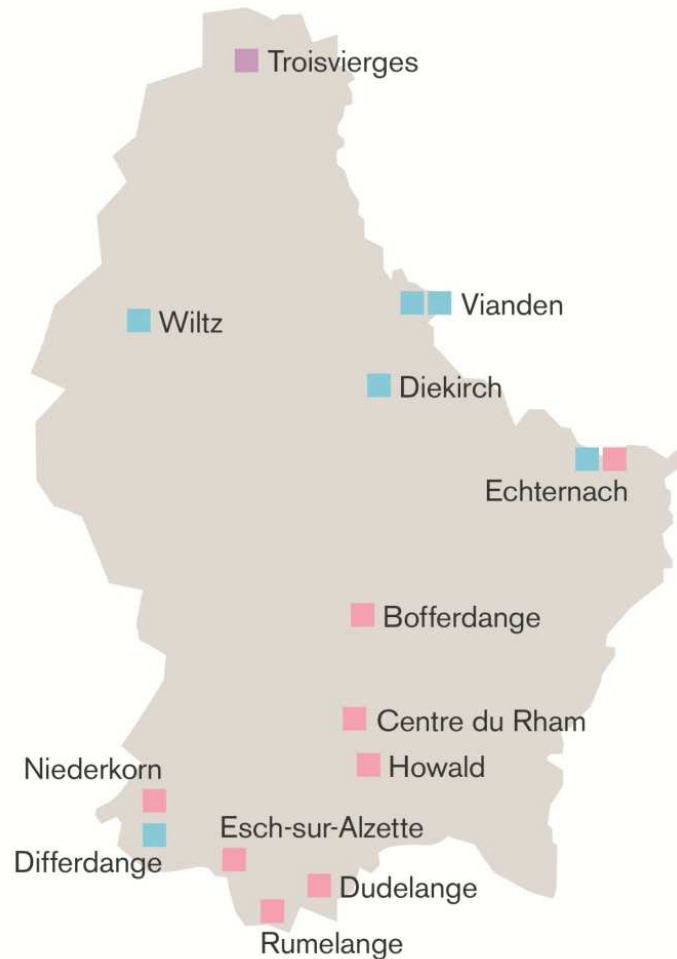 Troisvierges
Vianden
Wiltz
Diekirch
Echternach
Bofferdange
Centre du Rham
Howald
Niederkorn
Esch-sur-Alzette
Differdange
Dudelange
Rumelange